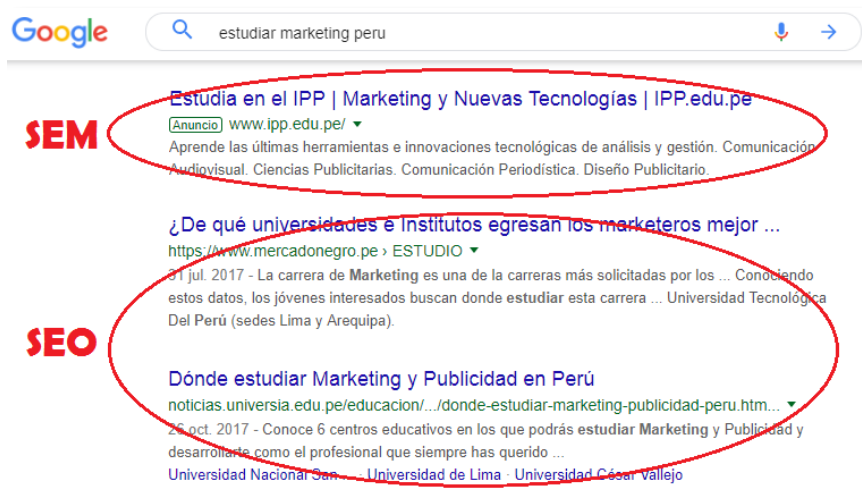 Google estudiar marketing peru
Estudia en el IPP | Marketing y Nuevas Tecnologías | IPP.edu.pe
Anuncio www.ipp.edu.pe/
SEM
Aprende las últimas herramientas e innovaciones tecnológicas de análisis y gestión. Comunicación
Audiovisual. Ciencias Publicitarias. Comunicación Periodística. Diseño Publicitario.
¿De qué universidades e Institutos egresan los marketeros mejor ...
https://www.mercadonegro.pe › ESTUDIO
31 jul. 2017 - La carrera de Marketing es una de la carreras más solicitadas por los ... Conociendo
estos datos, los jóvenes interesados buscan donde estudiar esta carrera ... Universidad Tecnológica
Del Perú (sedes Lima y Arequipa).
SEO
Dónde estudiar Marketing y Publicidad en Perú
noticias.universia.edu.pe/educacion/.../donde-estudiar-marketing-publicidad-peru.htm...
26 oct. 2017 - Conoce 6 centros educativos en los que podrás estudiar Marketing y Publicidad y
desarrollarte como el profesional que siempre has querido ...
Universidad Nacional San ... · Universidad de Lima · Universidad César Vallejo